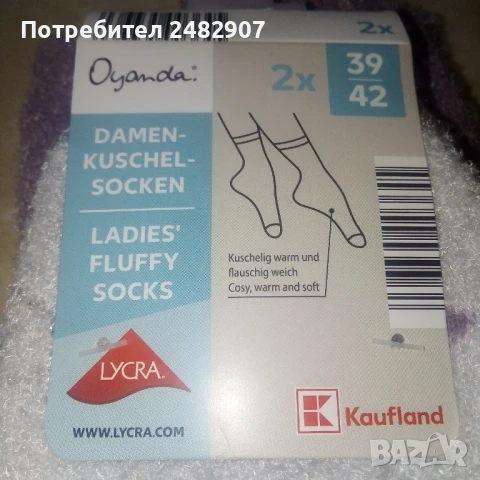 Потребител 2482907
2x
Oyanda®
2x
39
42
DAMEN-
KUSCHEL-
SOCKEN
LADIES'
FLUFFY
SOCKS
Kuschelig warm und
flauschig weich
Cosy, warm and soft
LYCRA®
WWW.LYCRA.COM
Kaufland
BAZAR